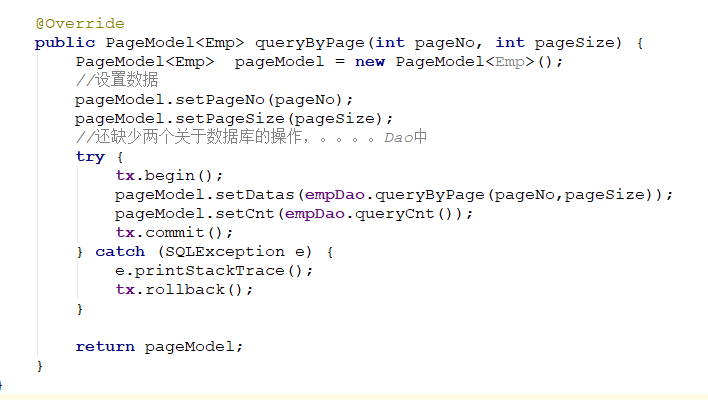 @Override
public PageModel<Emp> queryByPage(int pageNo, int pageSize) {
PageModel<Emp>  pageModel = new PageModel<Emp>();
//设置数据
pageModel.setPageNo(pageNo);
pageModel.setPageSize(pageSize);
//还缺少两个关于数据库的操作，。。。。Dao中
try {
tx.begin();
pageModel.setDatas(empDao.queryByPage(pageNo,pageSize));
pageModel.setCnt(empDao.queryCnt());
tx.commit();
} catch (SQLException e) {
e.printStackTrace();
tx.rollback();
}
return pageModel;
}
}